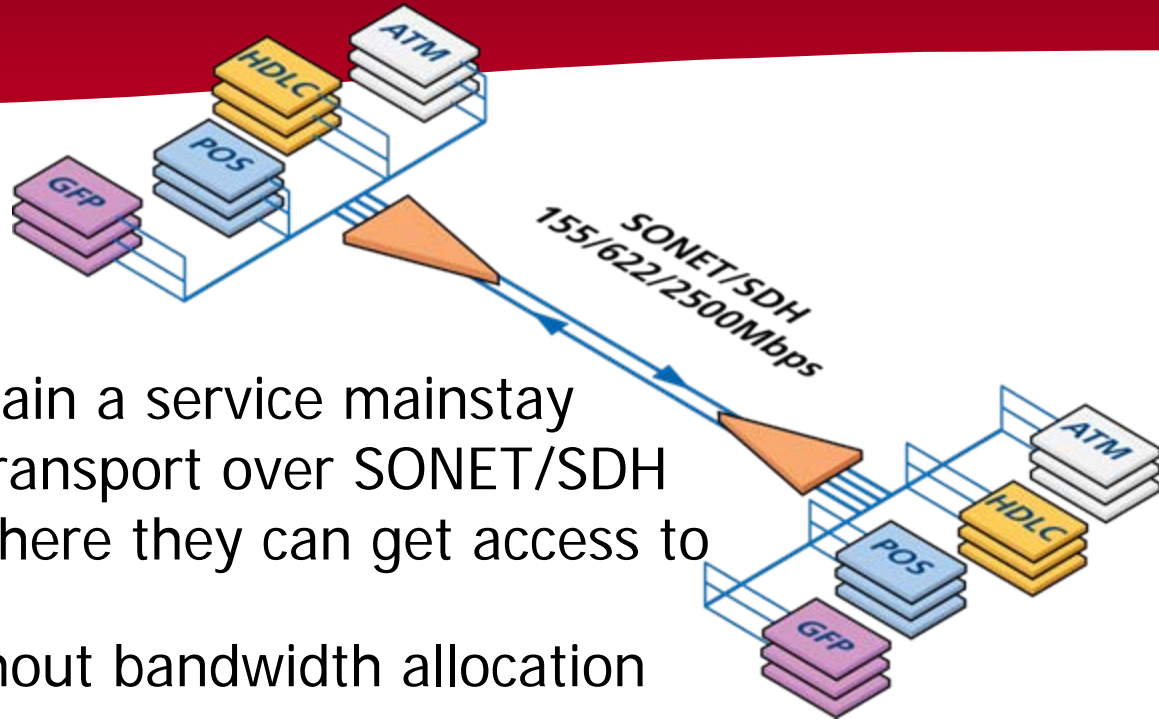 ATM
HDLC
POS
GFP
SONET/SDH
155/622/2500Mbps
ain a service mainstay
ransport over SONET/SDH
here they can get access to
hout bandwidth allocation
ATM
HDLC
POS
GFP